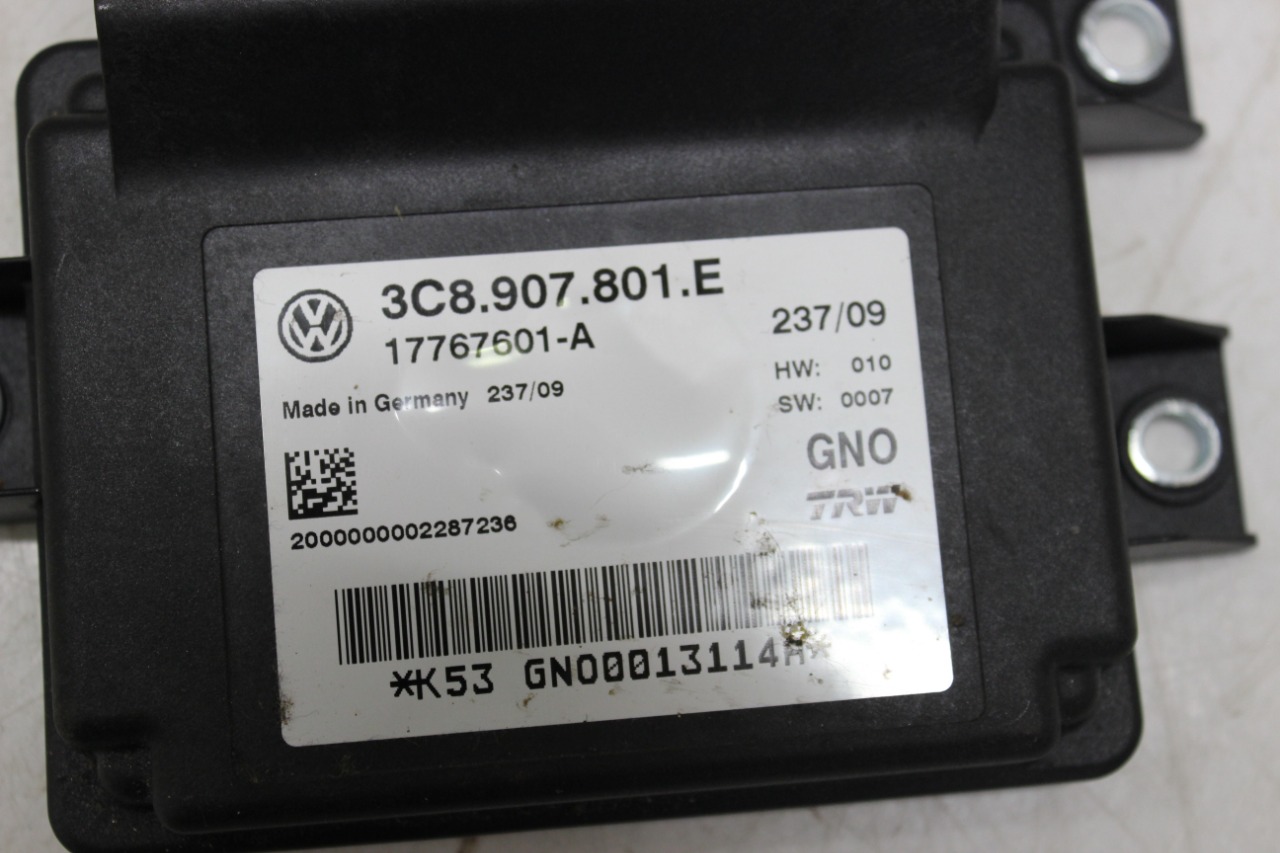 3C8.907.801.E
17767601-A
237/09
HW: 010
SW: 0007
Made in Germany 237/09
GNO
TRW
2000000002287236
*K53 GNO00013114H*